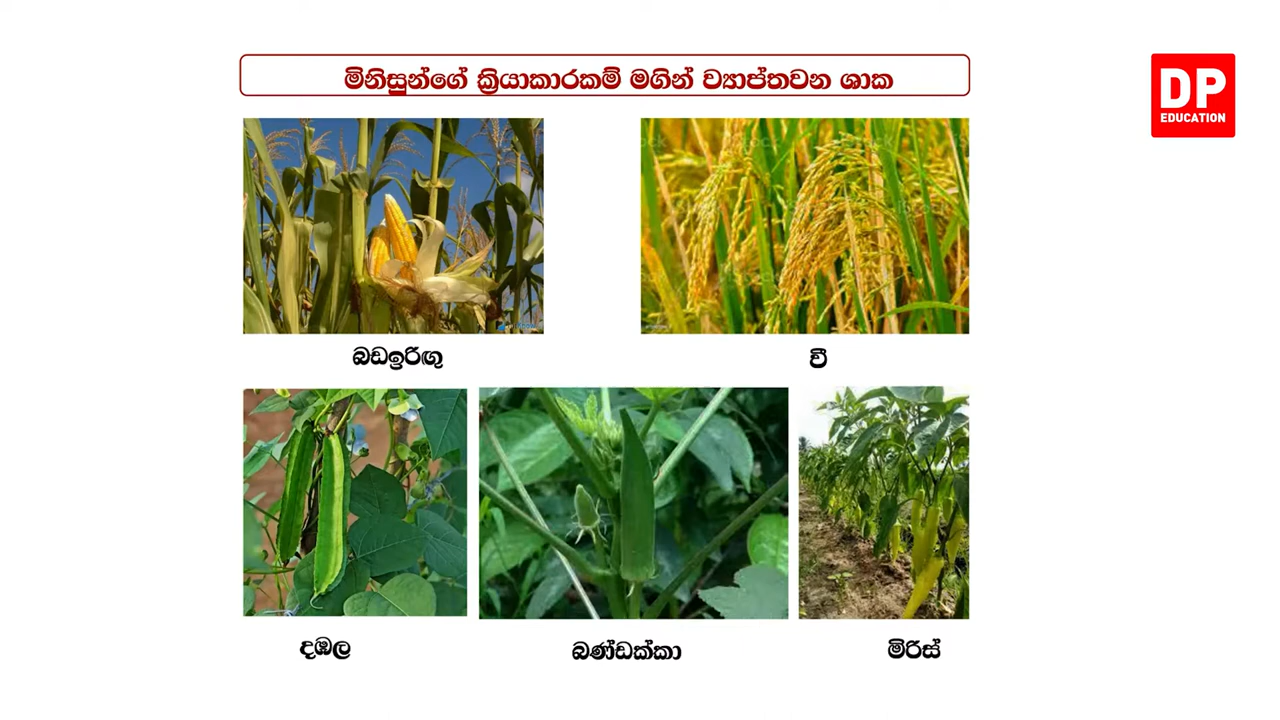 මිනිසුන්ගේ ක්‍රියාකාරකම් මගින් ව්‍යාප්තවන ශාක
DP
EDUCATION
බඩඉරිඟු
වී
දඹල
බණ්ඩක්කා
මිරිස්